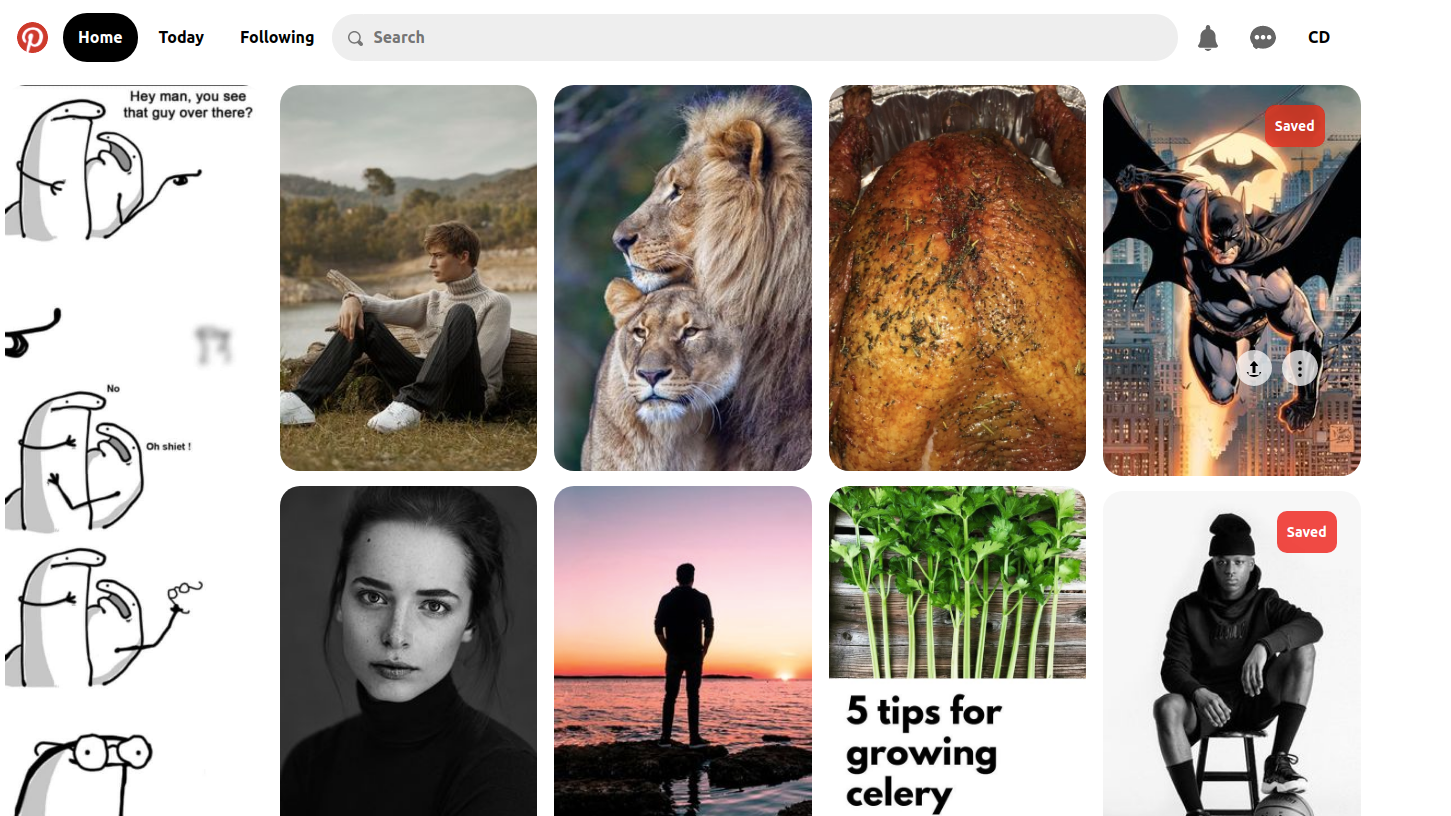 Home
Today
Following
Search
CD
Hey man, you see
that guy over there?
No
Oh shiet !
Saved
Saved
5 tips for
growing
celery